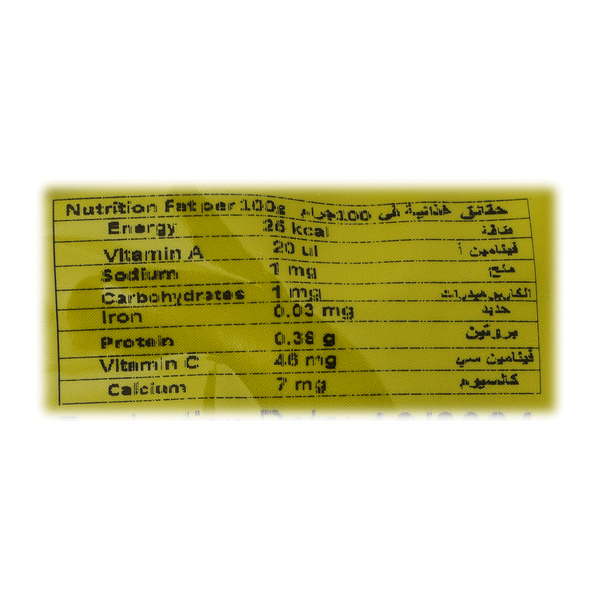 Nutrition Fat per 100g حقائق غذائية في 100جرام
Energy 26 kcal طاقة
Vitamin A 20 ul فيتامين أ
Sodium 1 mg ملح
Carbohydrates 1 mg الكاربوهيدرات
Iron 0.03 mg حديد
Protein 0.38 g بروتين
Vitamin C 46 mg فيتامين سي
Calcium 7 mg كالسيوم